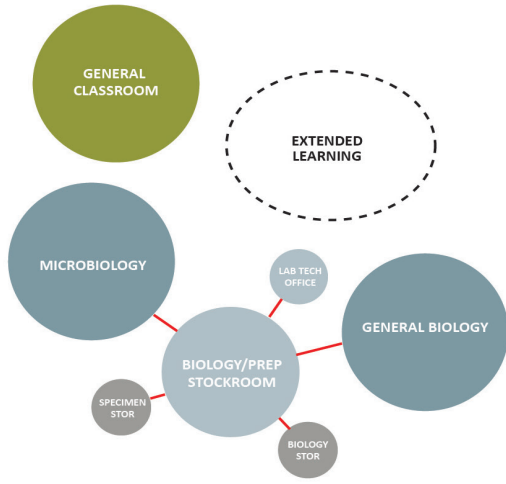 GENERAL
CLASSROOM
EXTENDED
LEARNING
MICROBIOLOGY
LAB TECH
OFFICE
GENERAL BIOLOGY
BIOLOGY/PREP
STOCKROOM
SPECIMEN
STOR
BIOLOGY
STOR